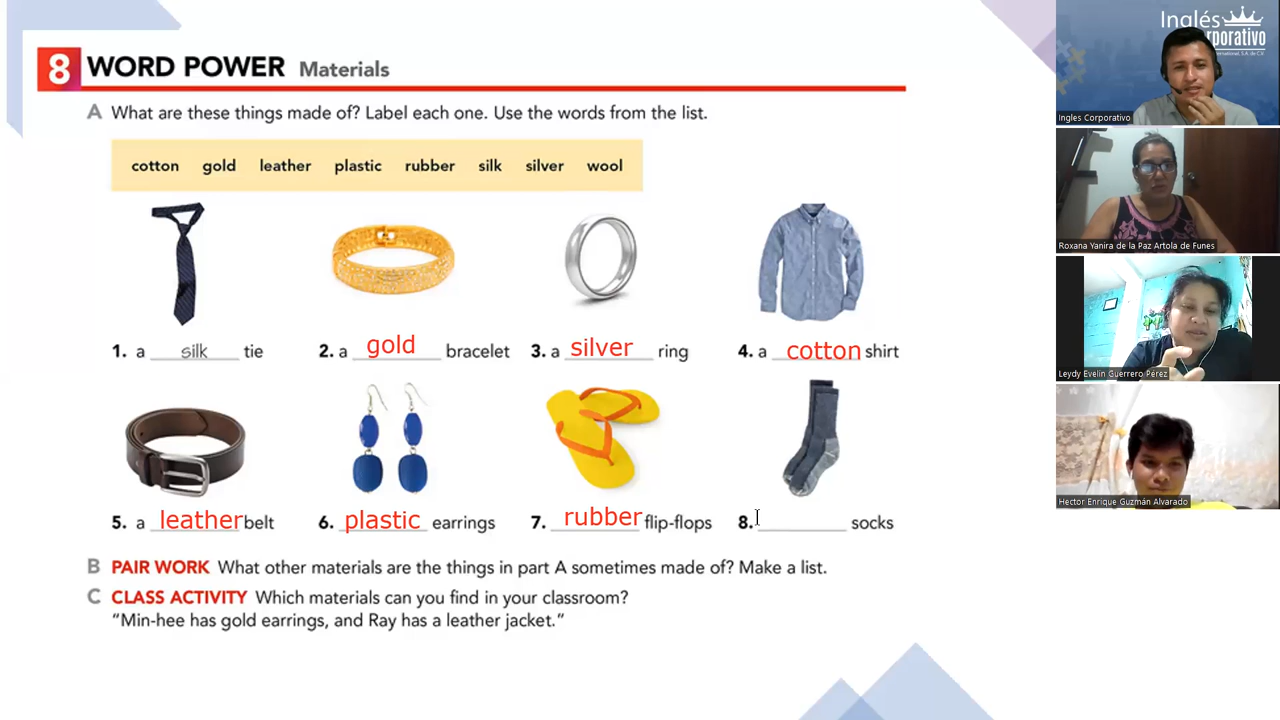 8 WORD POWER Materials
A What are these things made of? Label each one. Use the words from the list.
cotton gold leather plastic rubber silk silver wool
1. a silk tie
2. a gold bracelet
3. a silver ring
4. a cotton shirt
5. a leather belt
6. plastic earrings
7. rubber flip-flops
8. socks
B PAIR WORK What other materials are the things in part A sometimes made of? Make a list.
C CLASS ACTIVITY Which materials can you find in your classroom?
“Min-hee has gold earrings, and Ray has a leather jacket.”
Inglés
Ingles Corporativo
Roxana Yanira de la Paz Artola de Funes
Leydy Evelin Guerrero Pérez
Hector Enrique Guzmán Alvarado